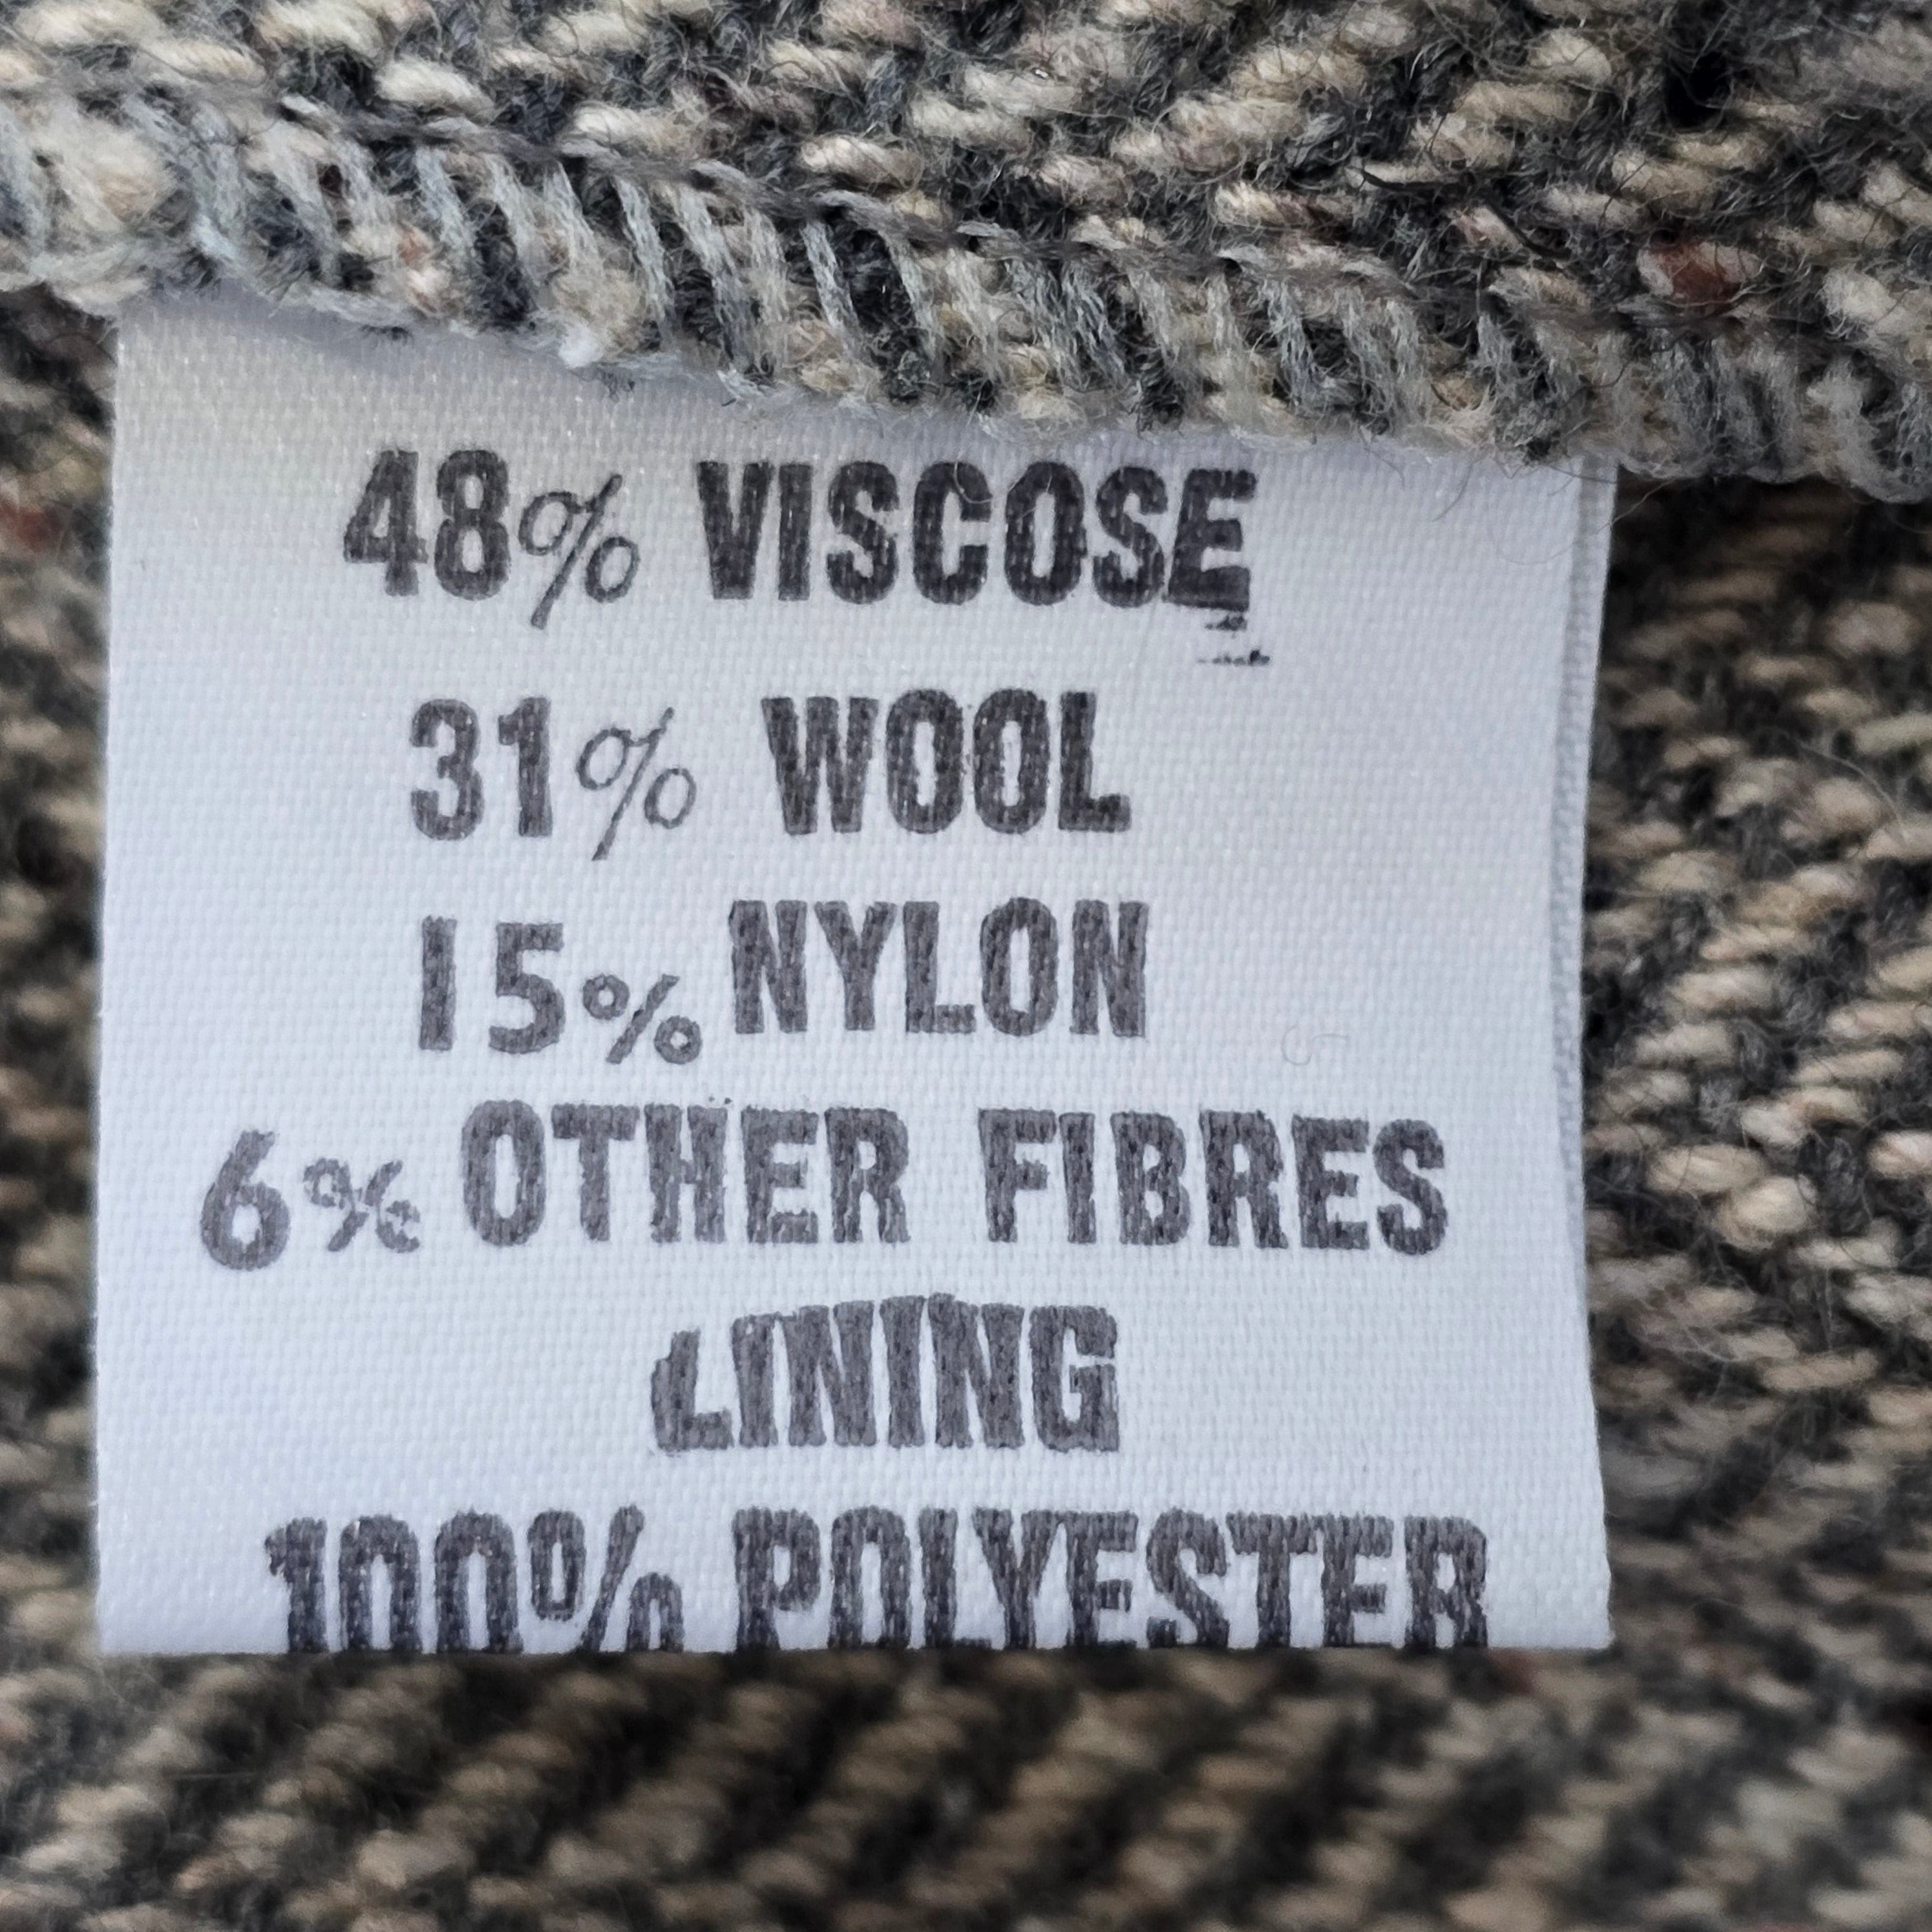 48% VISCOSE
31% WOOL
15% NYLON
6% OTHER FIBRES
LINING
100% POLYESTER